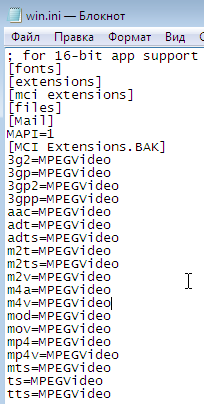 win.ini — Блокнот
Файл Правка Формат Вид
; for 16-bit app support
[fonts]
[extensions]
[mci extensions]
[files]
[Mail]
MAPI=1
[MCI Extensions.BAK]
3g2=MPEGVideo
3gp=MPEGVideo
3gp2=MPEGVideo
3gpp=MPEGVideo
aac=MPEGVideo
adt=MPEGVideo
adts=MPEGVideo
m2t=MPEGVideo
m2ts=MPEGVideo
m2v=MPEGVideo
m4a=MPEGVideo
m4v=MPEGVideo
mod=MPEGVideo
mov=MPEGVideo
mp4=MPEGVideo
mp4v=MPEGVideo
mts=MPEGVideo
ts=MPEGVideo
tts=MPEGVideo